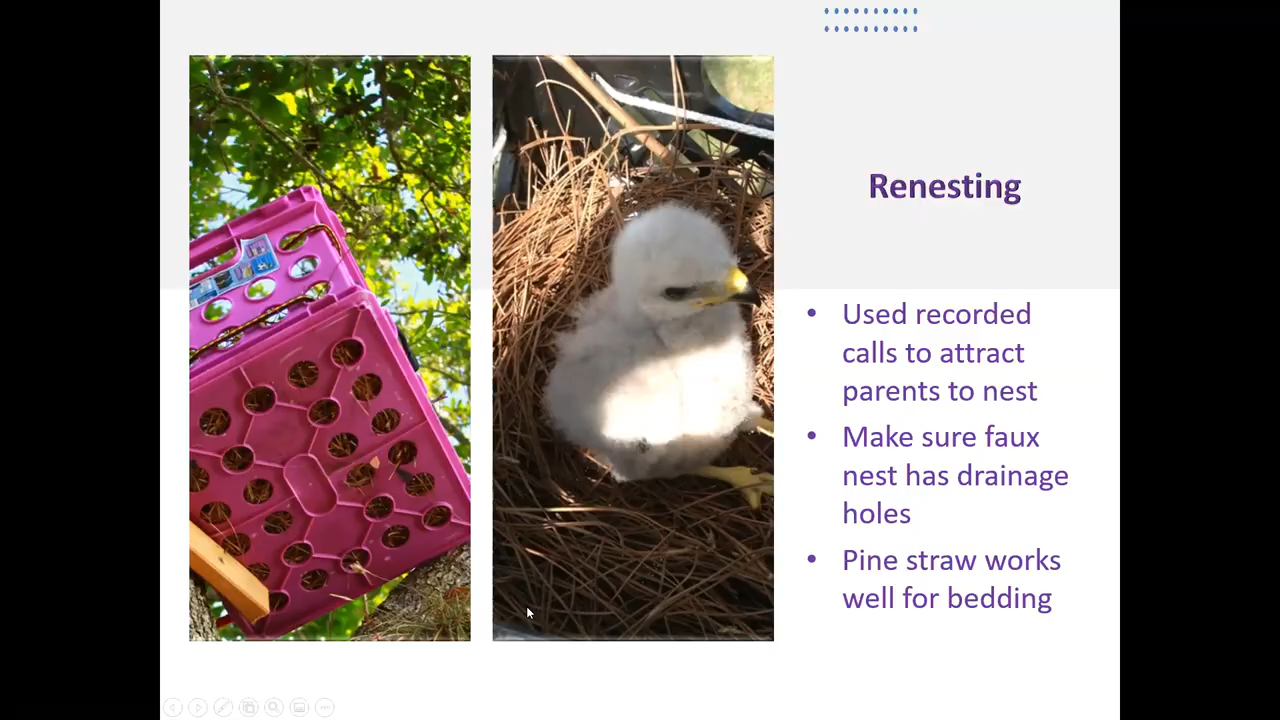 Renesting
• Used recorded
calls to attract
parents to nest
• Make sure faux
nest has drainage
holes
• Pine straw works
well for bedding